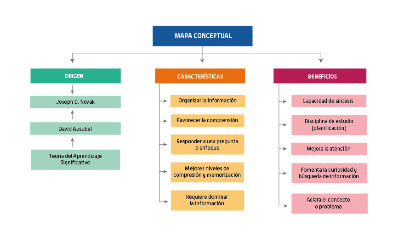 MAPA CONCEPTUAL
ORIGEN
Joseph D. Novak
David Ausubel
Teoría del Aprendizaje
Significativo
CARACTERÍSTICAS
Organizar la información
Favorecer la comprensión
Responder a una pregunta
o enfoque
Mejores niveles de
compresión y memorización
Requiere dominar
la información
BENEFICIOS
Capacidad de síntesis
Disciplina de estudio
(planificación)
Mejora la atención
Fomenta la curiosidad y
búsqueda de información
Aclara el concepto
o problema